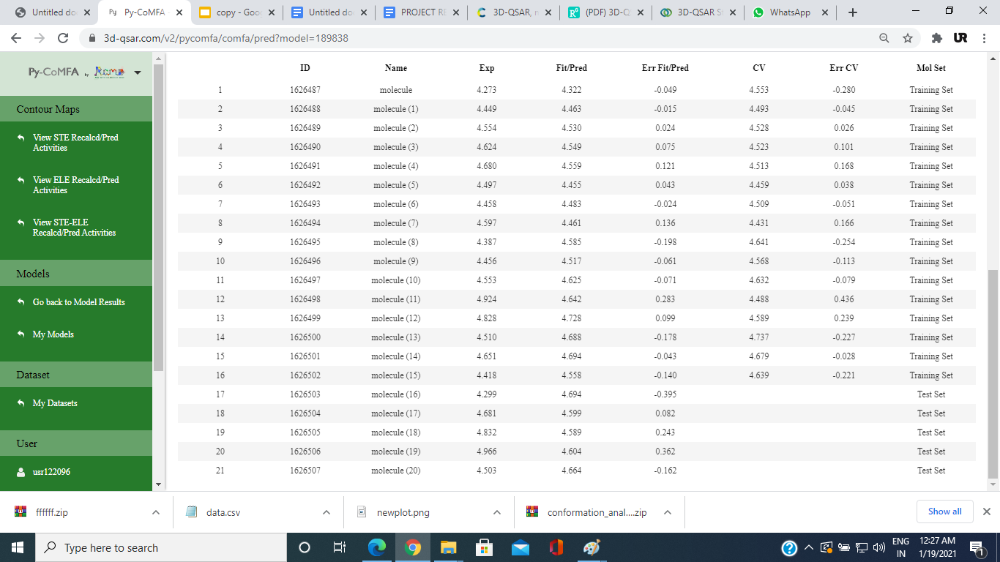 Untitled do
Py Py-CoMFA -
copy - Goo
Untitled do
PROJECT RE
3D-QSAR, r
(PDF) 3D-Q
3D-QSAR S
WhatsApp
3d-qsar.com/v2/pycomfa/comfa/pred?model=189838
UR
Py-CoMFA by
Contour Maps
View STE Recalcd/Pred
Activities
View ELE Recalcd/Pred
Activities
View STE-ELE
Recalcd/Pred Activities
Models
Go back to Model Results
My Models
Dataset
My Datasets
User
usr122096
ID Name Exp Fit/Pred Err Fit/Pred CV Err CV Mol Set
1 1626487 molecule 4.273 4.322 -0.049 4.553 -0.280 Training Set
2 1626488 molecule (1) 4.449 4.463 -0.015 4.493 -0.045 Training Set
3 1626489 molecule (2) 4.554 4.530 0.024 4.528 0.026 Training Set
4 1626490 molecule (3) 4.624 4.549 0.075 4.523 0.101 Training Set
5 1626491 molecule (4) 4.680 4.559 0.121 4.513 0.168 Training Set
6 1626492 molecule (5) 4.497 4.455 0.043 4.459 0.038 Training Set
7 1626493 molecule (6) 4.458 4.483 -0.024 4.509 -0.051 Training Set
8 1626494 molecule (7) 4.597 4.461 0.136 4.431 0.166 Training Set
9 1626495 molecule (8) 4.387 4.585 -0.198 4.641 -0.254 Training Set
10 1626496 molecule (9) 4.456 4.517 -0.061 4.568 -0.113 Training Set
11 1626497 molecule (10) 4.553 4.625 -0.071 4.632 -0.079 Training Set
12 1626498 molecule (11) 4.924 4.642 0.283 4.488 0.436 Training Set
13 1626499 molecule (12) 4.828 4.728 0.099 4.589 0.239 Training Set
14 1626500 molecule (13) 4.510 4.688 -0.178 4.737 -0.227 Training Set
15 1626501 molecule (14) 4.651 4.694 -0.043 4.679 -0.028 Training Set
16 1626502 molecule (15) 4.418 4.558 -0.140 4.639 -0.221 Training Set
17 1626503 molecule (16) 4.299 4.694 -0.395 Test Set
18 1626504 molecule (17) 4.681 4.599 0.082 Test Set
19 1626505 molecule (18) 4.832 4.589 0.243 Test Set
20 1626506 molecule (19) 4.966 4.604 0.362 Test Set
21 1626507 molecule (20) 4.503 4.664 -0.162 Test Set
ffffff.zip
data.csv
newplot.png
conformation_anal....zip
Show all
Type here to search
ENG
IN
12:27 AM
1/19/2021
1